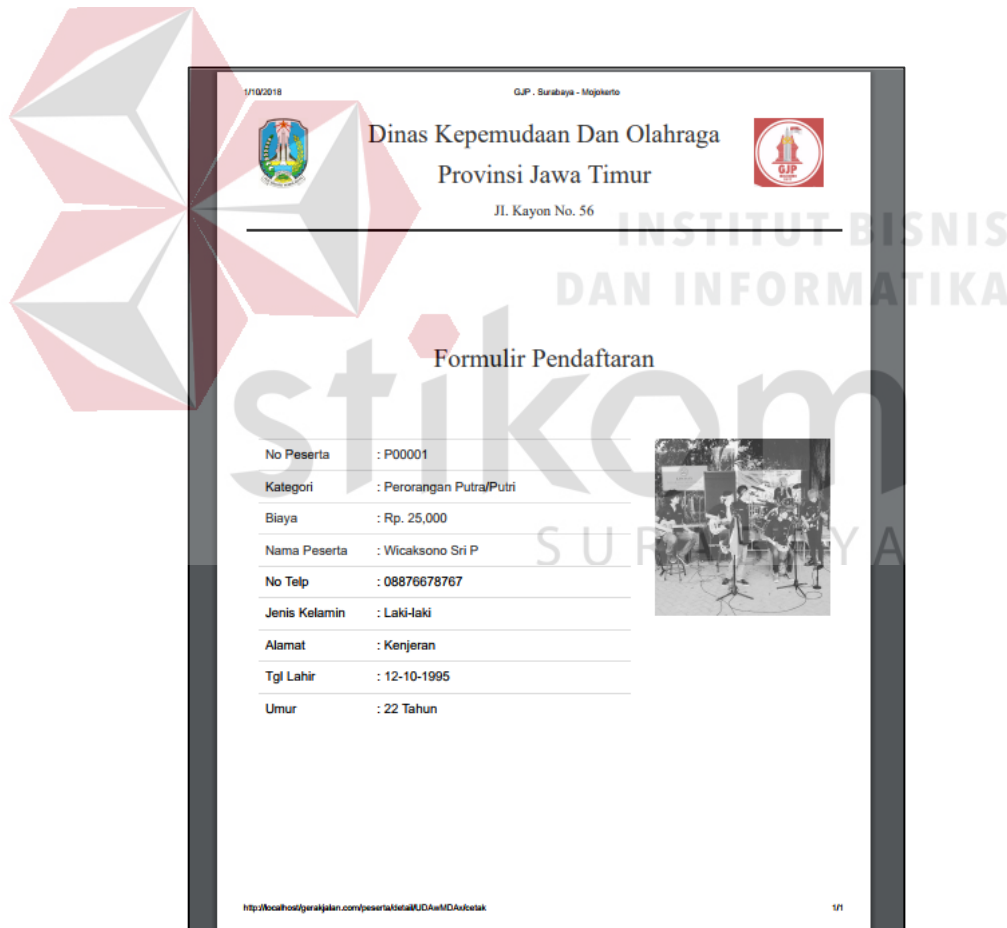 1/10/2018 GJP . Surabaya - Mojokerto
Dinas Kepemudaan Dan Olahraga
Provinsi Jawa Timur
Jl. Kayon No. 56
GJP
INSTITUT BISNIS
DAN INFORMATIKA
Formulir Pendaftaran
stikom
SURABAYA
No Peserta : P00001
Kategori : Perorangan Putra/Putri
Biaya : Rp. 25,000
Nama Peserta : Wicaksono Sri P
No Telp : 08876678767
Jenis Kelamin : Laki-laki
Alamat : Kenjeran
Tgl Lahir : 12-10-1995
Umur : 22 Tahun
http://localhost/gerakjalan.com/peserta/detail/UDAwMDAx/cetak 1/1